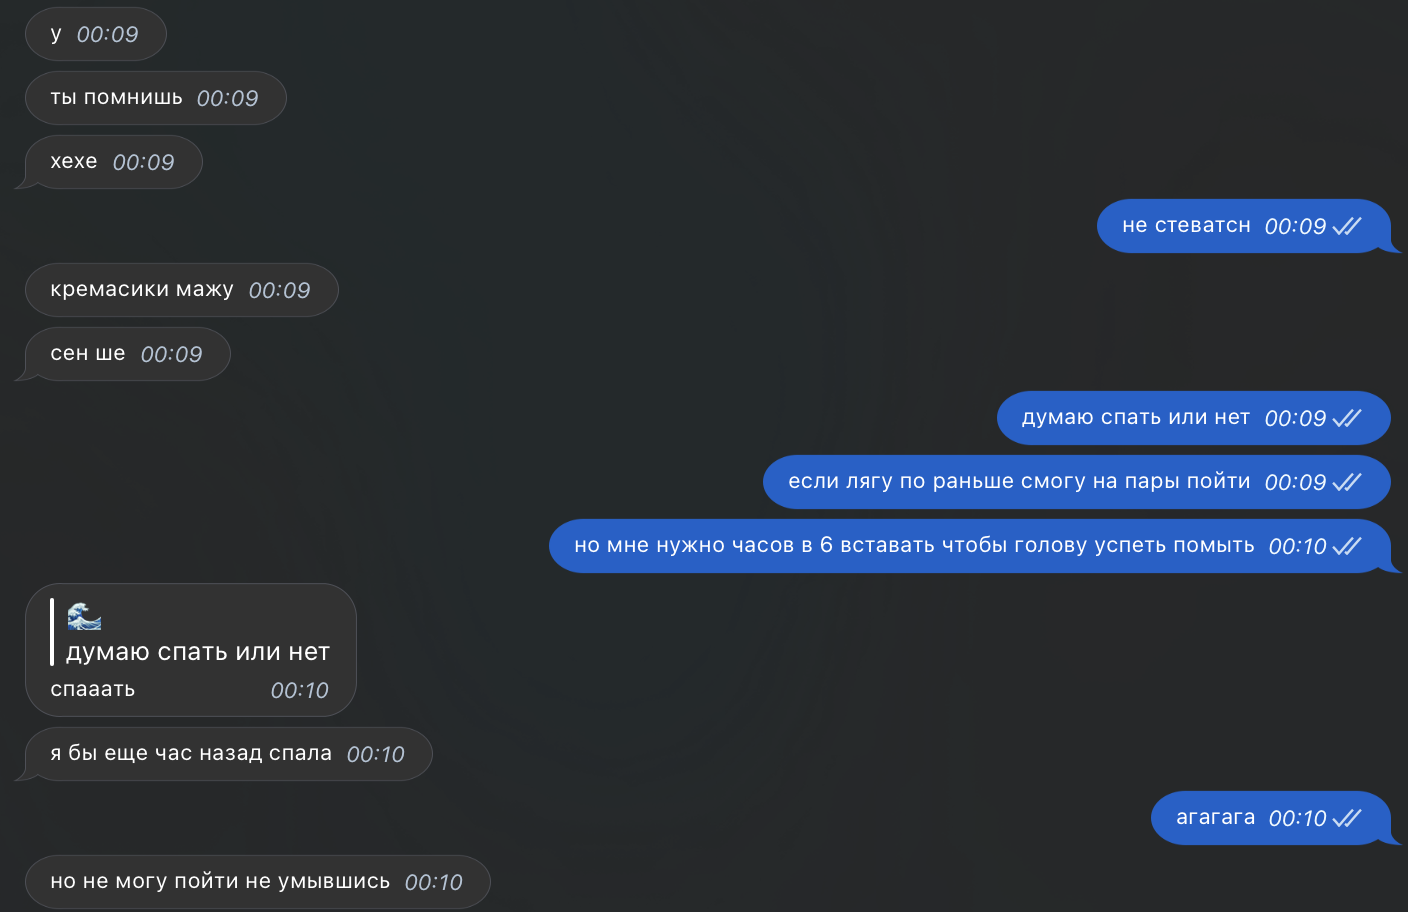 у 00:09
ты помнишь 00:09
хехе 00:09
не стеватсн 00:09
кремасики мажу 00:09
сен ше 00:09
думаю спать или нет 00:09
если лягу по раньше смогу на пары пойти 00:09
но мне нужно часов в 6 вставать чтобы голову успеть помыть 00:10
🌊
думаю спать или нет
спааать 00:10
я бы еще час назад спала 00:10
агагага 00:10
но не могу пойти не умывшись 00:10